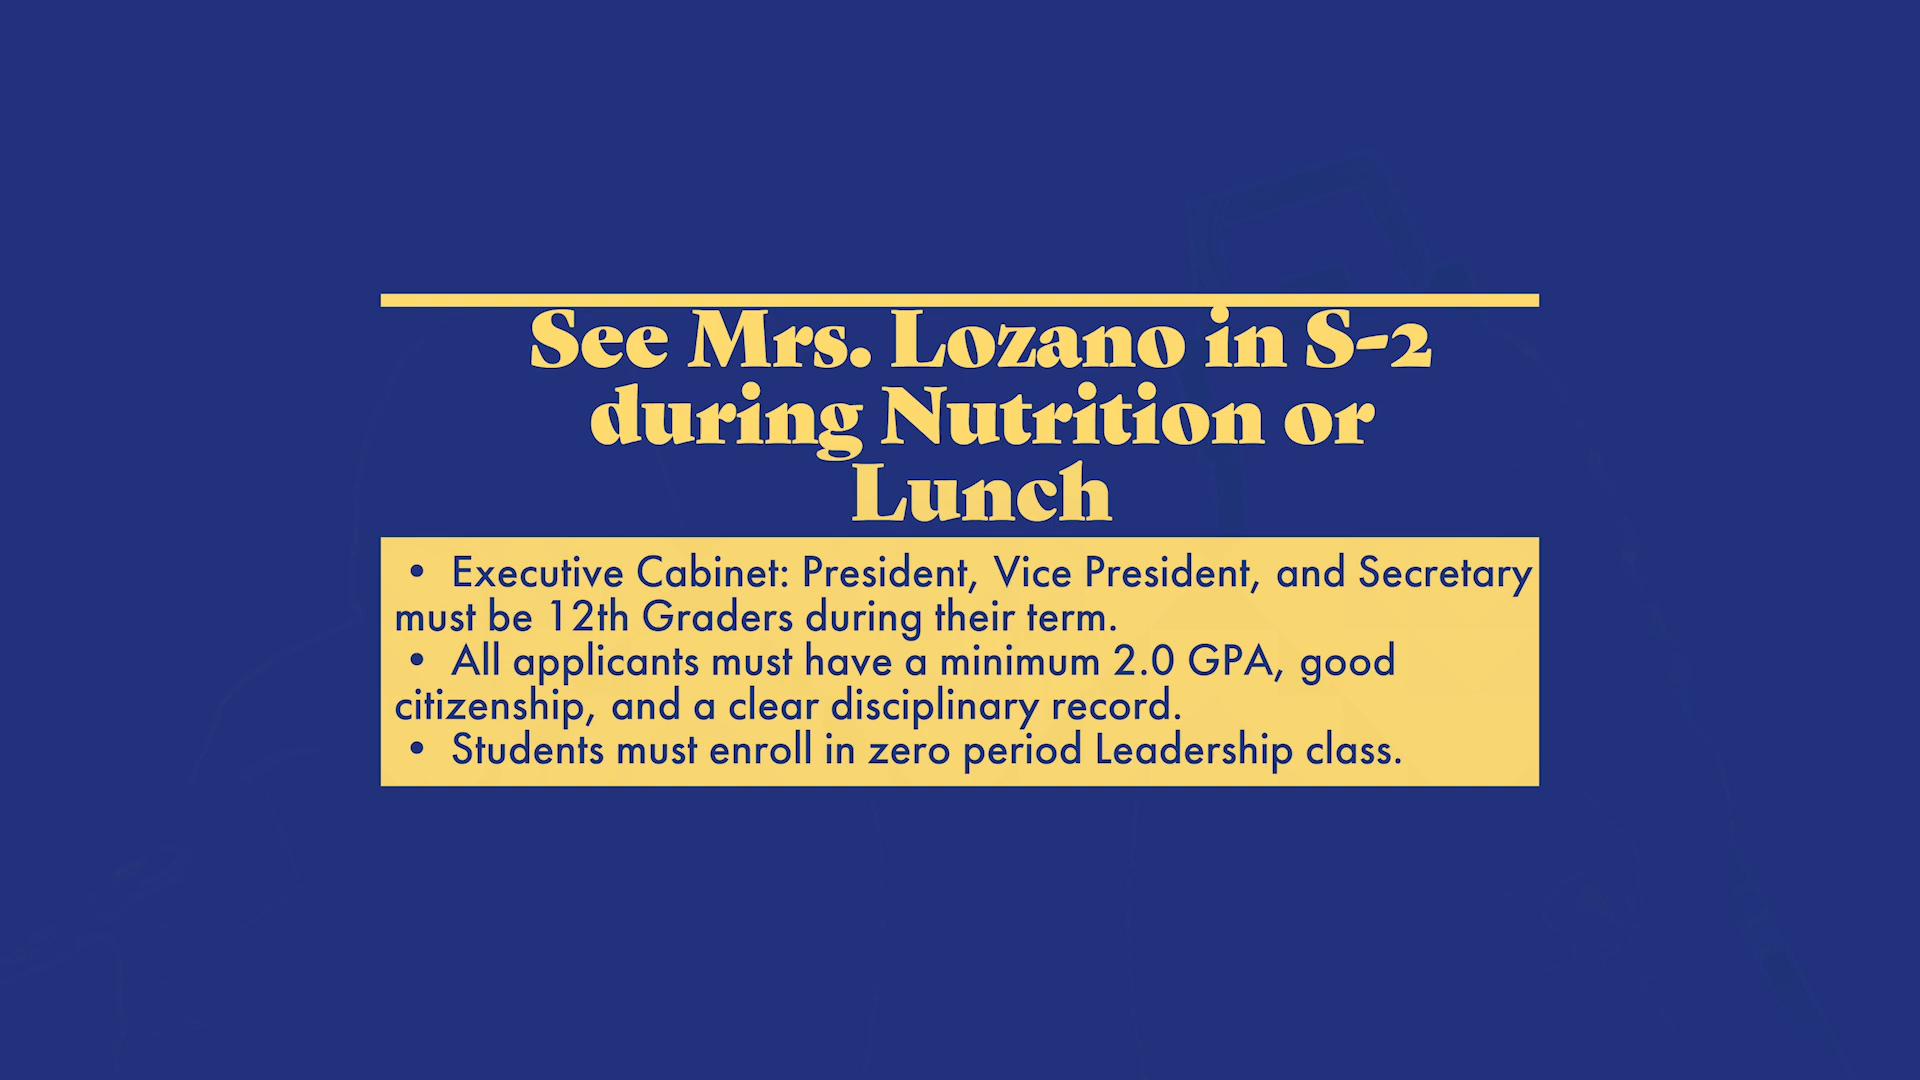 See Mrs. Lozano in S-2
during Nutrition or
Lunch
• Executive Cabinet: President, Vice President, and Secretary
must be 12th Graders during their term.
• All applicants must have a minimum 2.0 GPA, good
citizenship, and a clear disciplinary record.
• Students must enroll in zero period Leadership class.